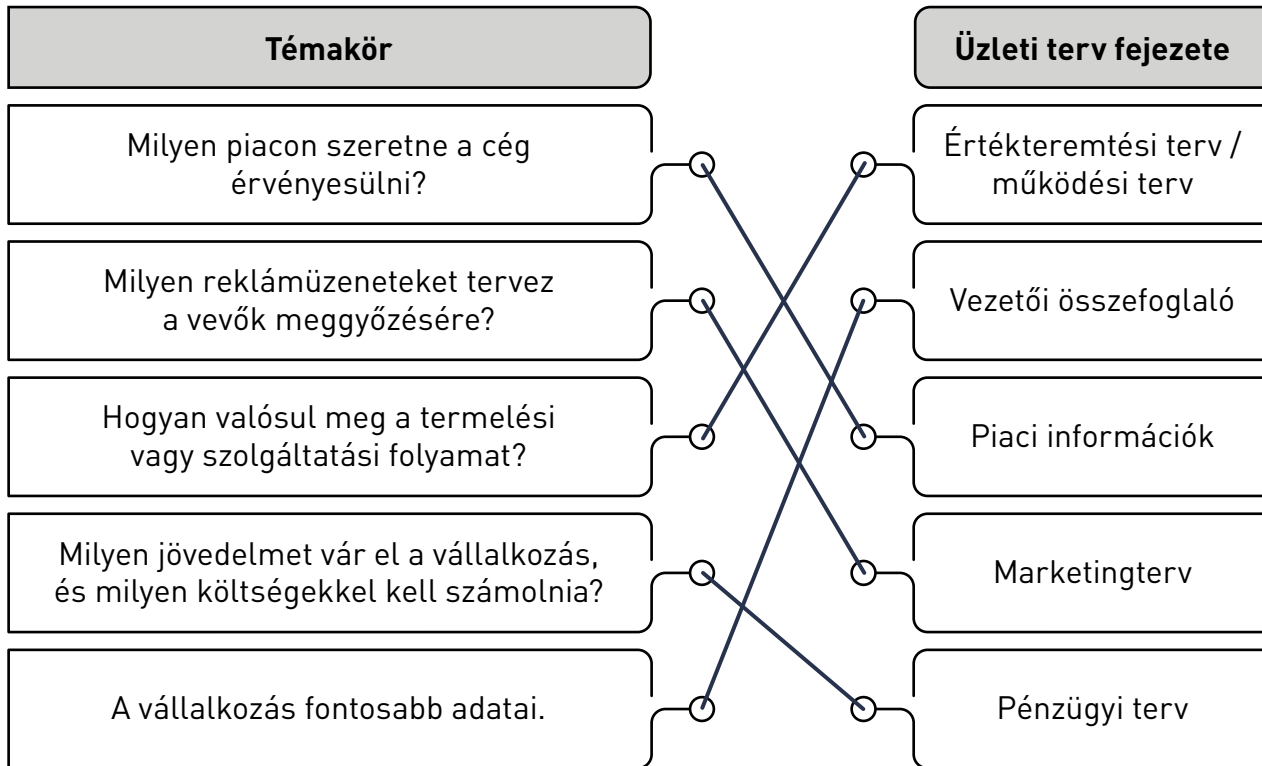 Témakör
Üzleti terv fejezete
Milyen piacon szeretne a cég
érvényesülni?
Értékteremtési terv /
működési terv
Milyen reklámüzeneteket tervez
a vevők meggyőzésére?
Vezetői összefoglaló
Hogyan valósul meg a termelési
vagy szolgáltatási folyamat?
Piaci információk
Milyen jövedelmet vár el a vállalkozás,
és milyen költségekkel kell számolnia?
Marketingterv
A vállalkozás fontosabb adatai.
Pénzügyi terv